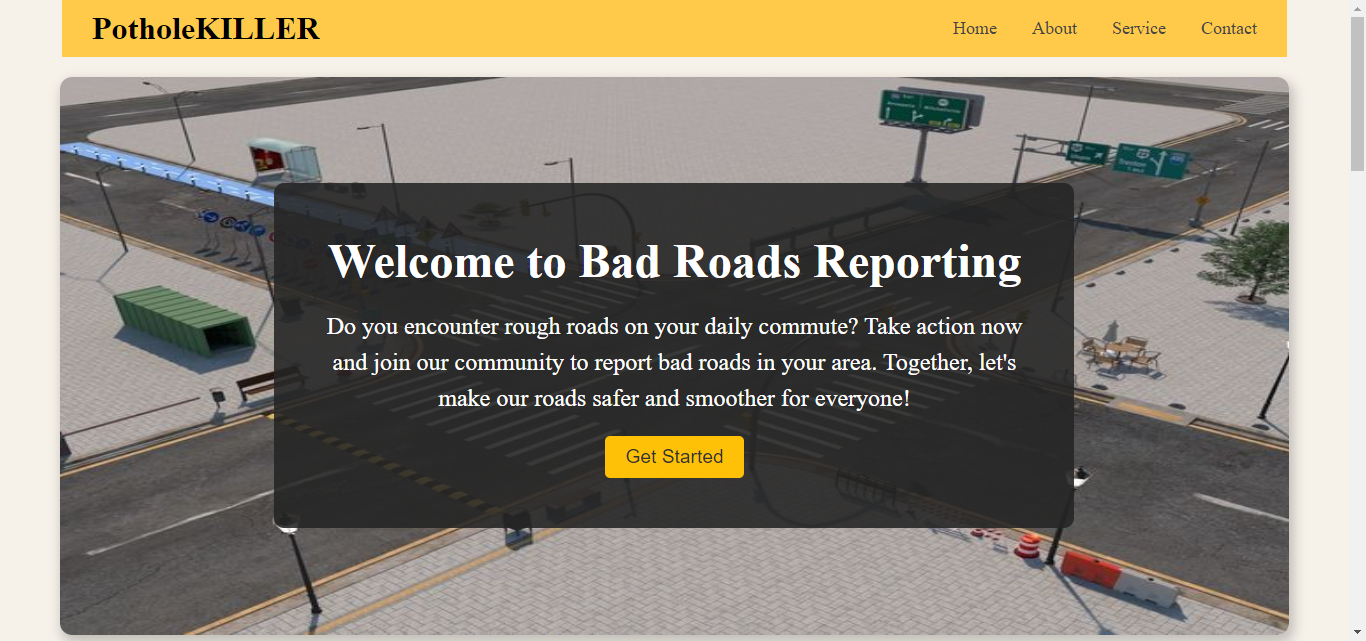 PotholeKILLER
Home About Service Contact
Welcome to Bad Roads Reporting
Do you encounter rough roads on your daily commute? Take action now
and join our community to report bad roads in your area. Together, let's
make our roads safer and smoother for everyone!
Get Started